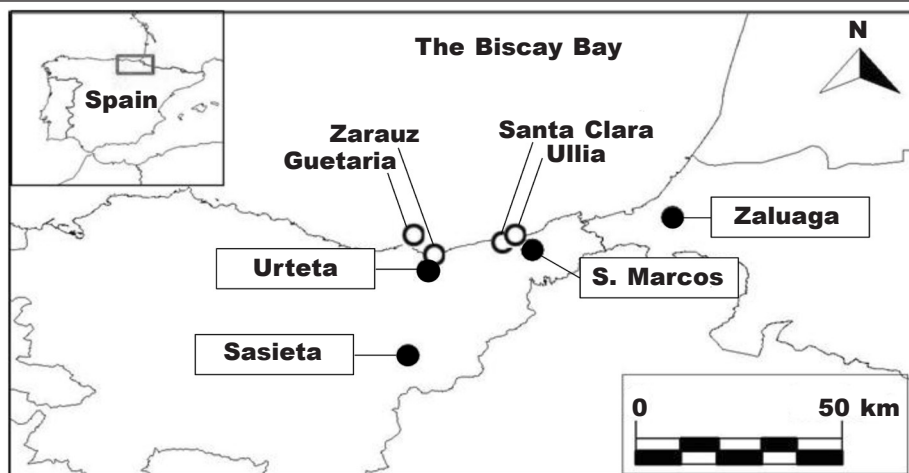 The Biscay Bay
N
Spain
Zarauz
Guetaria
Santa Clara
Ullia
Zaluaga
Urteta
S. Marcos
Sasieta
0 50 km